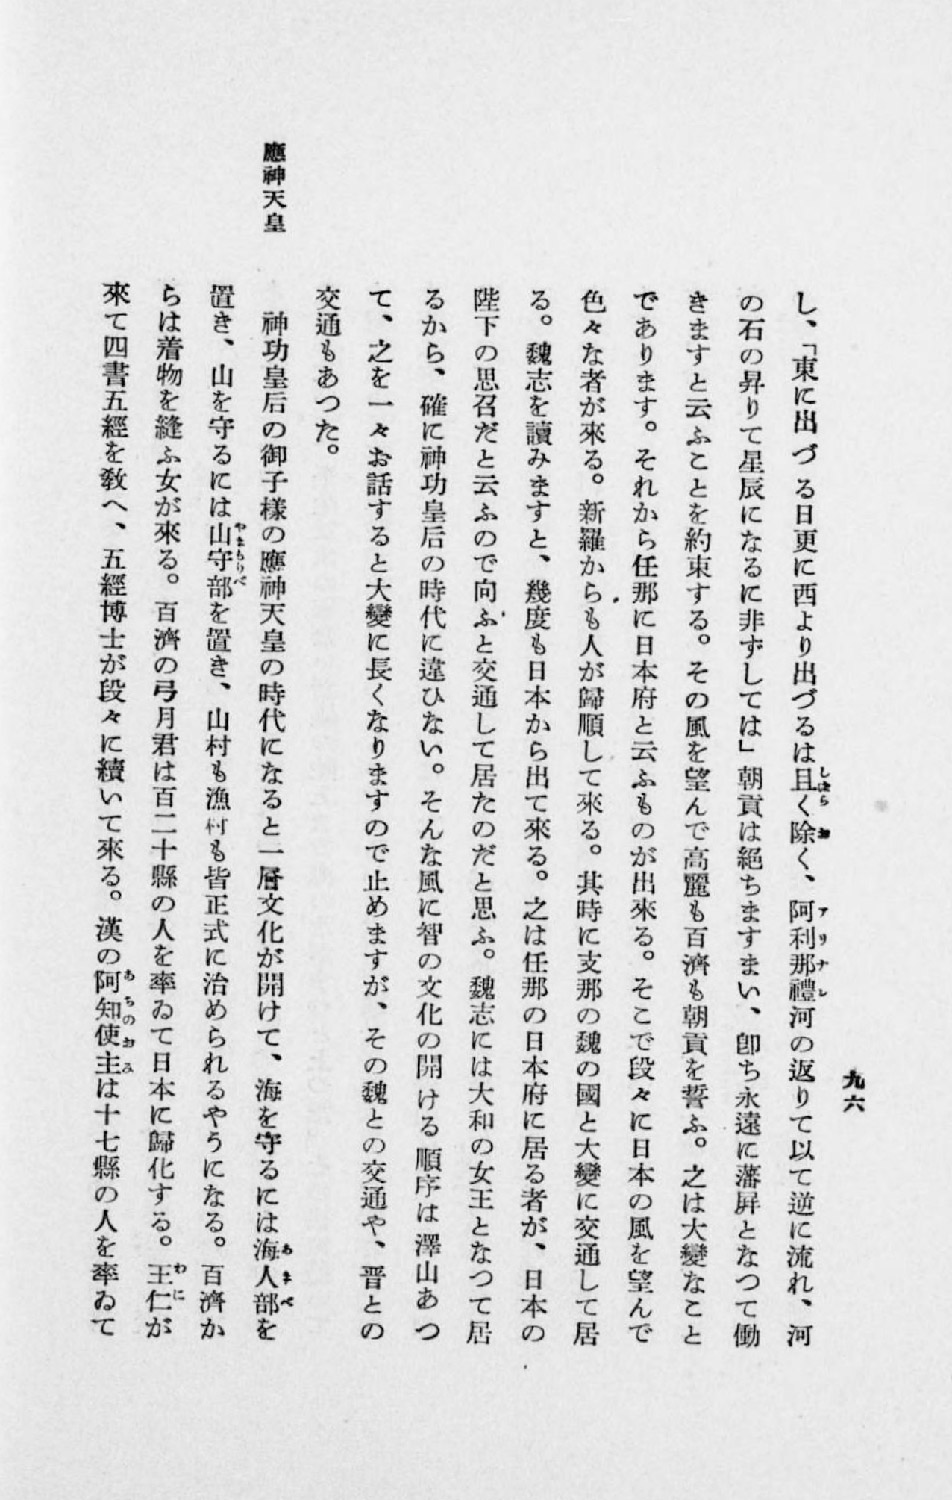 九六
し、「東に出づる日更に西より出づるは且く除く、阿利那禮河の返りて以て逆に流れ、河
の石の昇りて星辰になるに非ずしては」朝貢は絶ちますまい、卽ち永遠に藩屛となつて働
きますと云ふことを約束する。その風を望んで高麗も百濟も朝貢を誓ふ。之は大變なこと
であります。それから任那に日本府と云ふものが出來る。そこで段々に日本の風を望んで
色々な者が來る。新羅からも人が歸順して來る。其時に支那の魏の國と大變に交通して居
る。魏志を讀みますと、幾度も日本から出て來る。之は任那の日本府に居る者が、日本の
陛下の思召だと云ふので向ふと交通して居たのだと思ふ。魏志には大和の女王となつて居
るから、確に神功皇后の時代に違ひない。そんな風に智の文化の開ける順序は澤山あつ
て、之を一々お話すると大變に長くなりますので止めますが、その魏との交通や、晋との
交通もあつた。
應神天皇
神功皇后の御子樣の應神天皇の時代になると一層文化が開けて、海を守るには海人部を
置き、山を守るには山守部を置き、山村も漁村も皆正式に治められるやうになる。百濟か
らは着物を縫ふ女が來る。百濟の弓月君は百二十縣の人を率ゐて日本に歸化する。王仁が
來て四書五經を敎へ、五經博士が段々に續いて來る。漢の阿知使主は十七縣の人を率ゐて